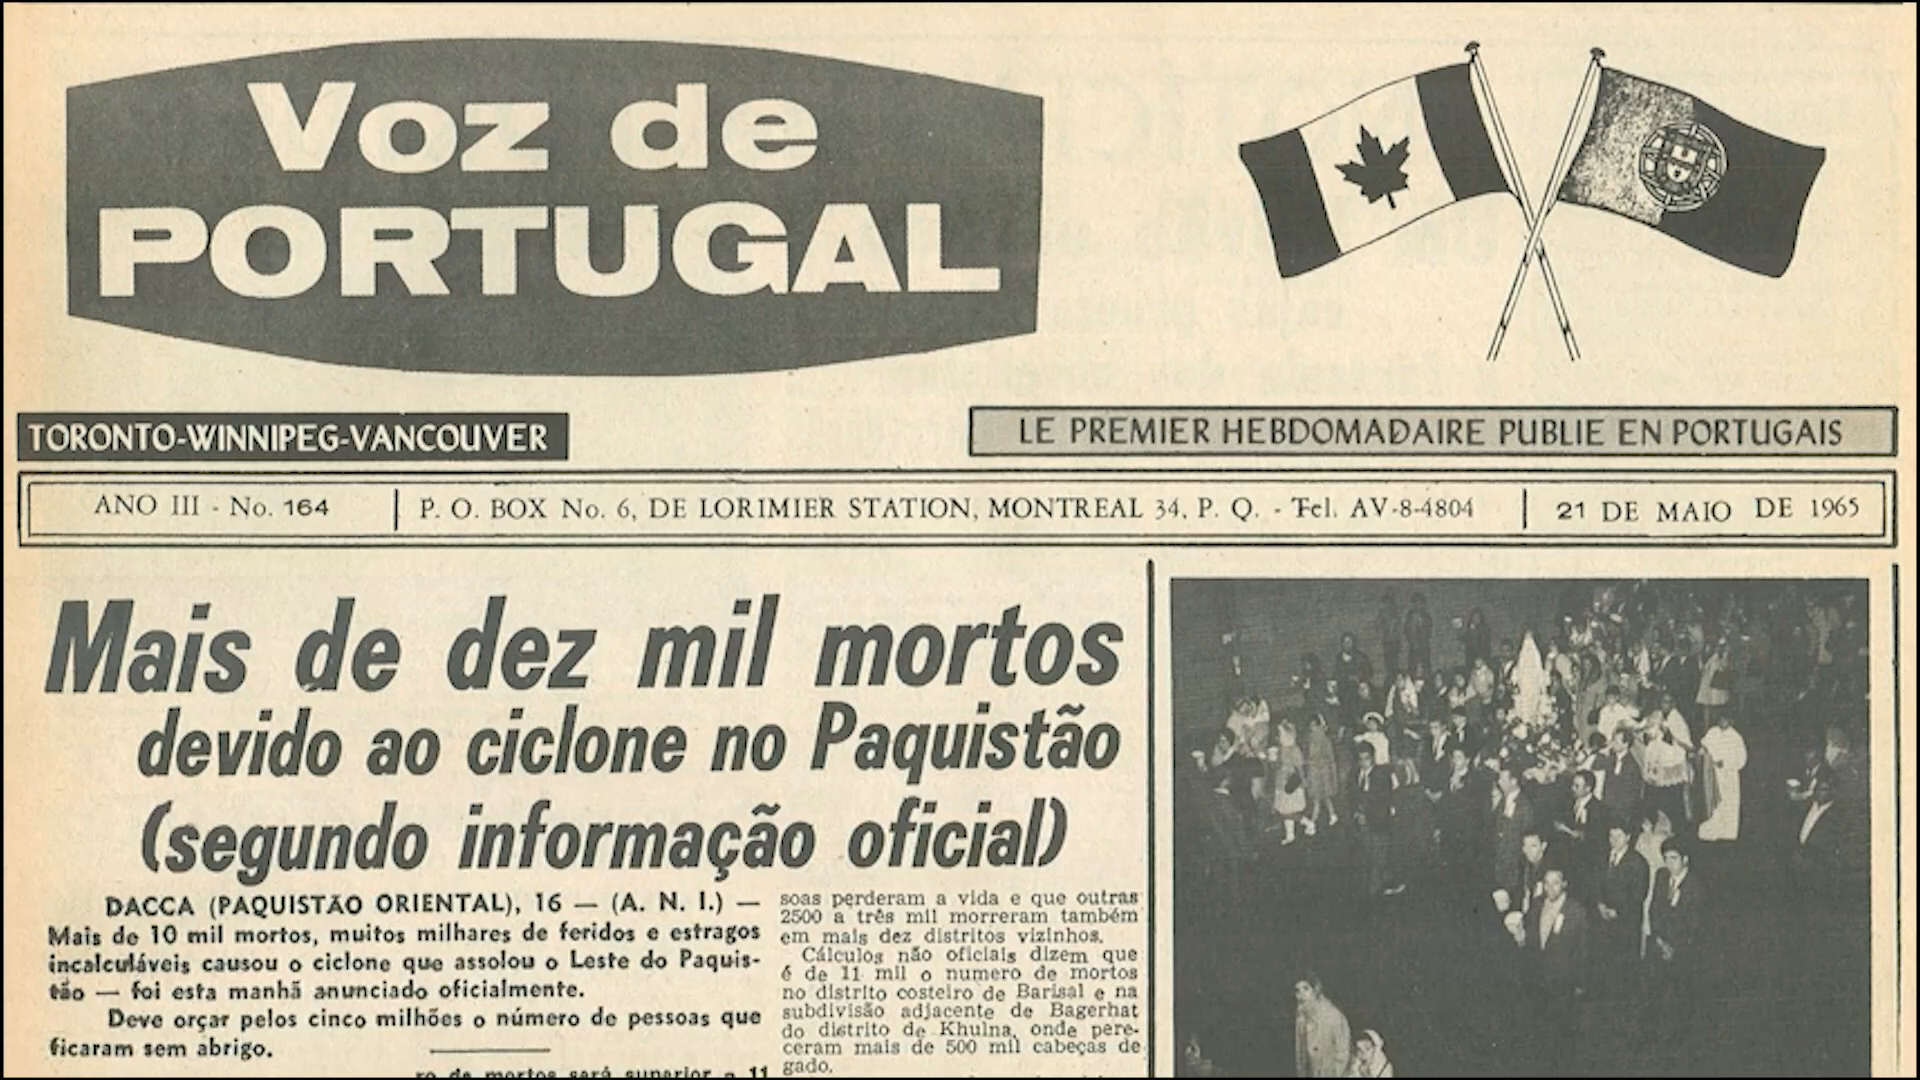 Voz de
PORTUGAL
TORONTO-WINNIPEG-VANCOUVER
LE PREMIER HEBDOMADAIRE PUBLIE EN PORTUGAIS
ANO III - No. 164
P. O. BOX No. 6, DE LORIMIER STATION, MONTREAL 34, P. Q. - Tel. AV-8-4804
21 DE MAIO DE 1965
Mais de dez mil mortos
devido ao ciclone no Paquistão
(segundo informação oficial)
DACCA (PAQUISTÃO ORIENTAL), 16 — (A. N. I.) —
Mais de 10 mil mortos, muitos milhares de feridos e estragos
incalculáveis causou o ciclone que assolou o Leste do Paquis-
tão — foi esta manhã anunciado oficialmente.
Deve orçar pelos cinco milhões o número de pessoas que
ficaram sem abrigo.
ro de mortos será superior a 11
soas perderam a vida e que outras
2500 a três mil morreram também
em mais dez distritos vizinhos.
Cálculos não oficiais dizem que
é de 11 mil o numero de mortos
no distrito costeiro de Barisal e na
subdivisão adjacente de Bagerhat
do distrito de Khulna, onde pere-
ceram mais de 500 mil cabeças de
gado.